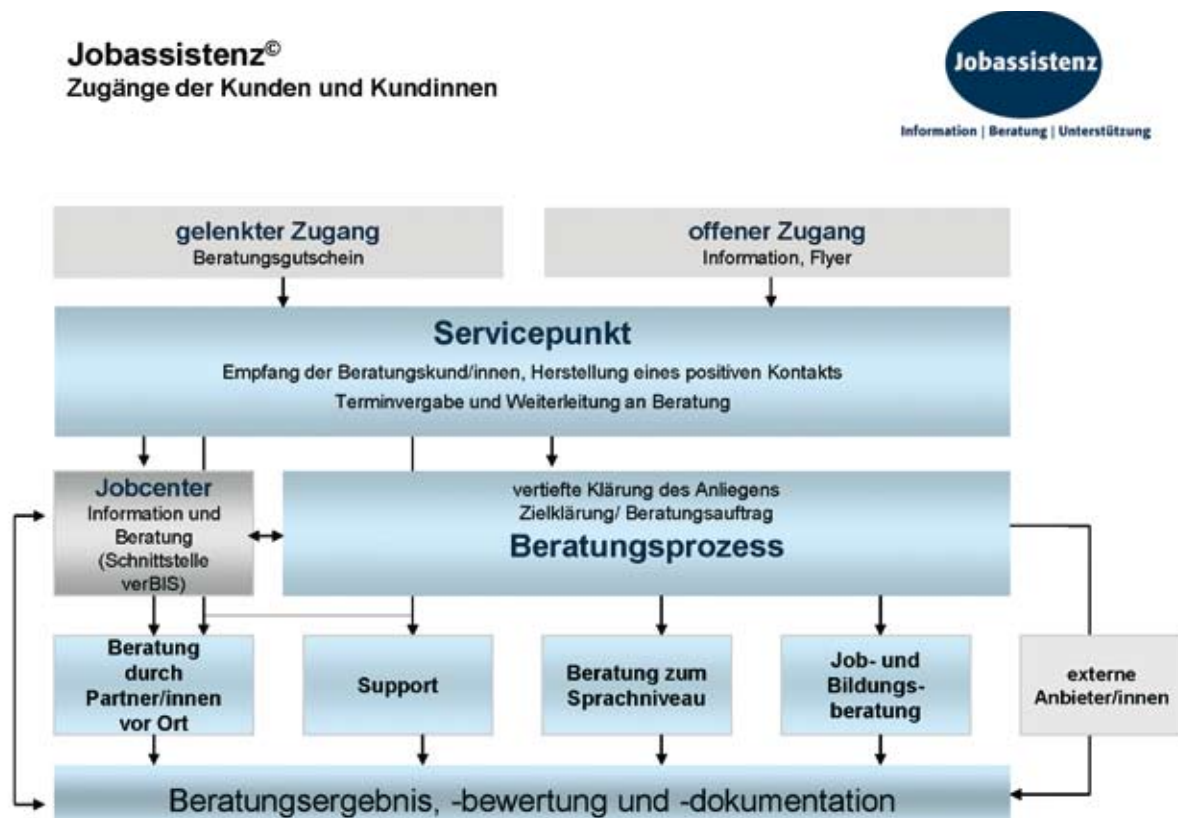 Jobassistenz©
Zugänge der Kunden und Kundinnen
Jobassistenz
Information | Beratung | Unterstützung
gelenkter Zugang
Beratungsgutschein
offener Zugang
Information, Flyer
Servicepunkt
Empfang der Beratungskund/innen, Herstellung eines positiven Kontakts
Terminvergabe und Weiterleitung an Beratung
Jobcenter
Information und
Beratung
(Schnittstelle
verBIS)
vertiefte Klärung des Anliegens
Zielklärung/ Beratungsauftrag
Beratungsprozess
Beratung
durch
Partner/innen
vor Ort
Support
Beratung zum
Sprachniveau
Job- und
Bildungs-
beratung
externe
Anbieter/innen
Beratungsergebnis, -bewertung und -dokumentation